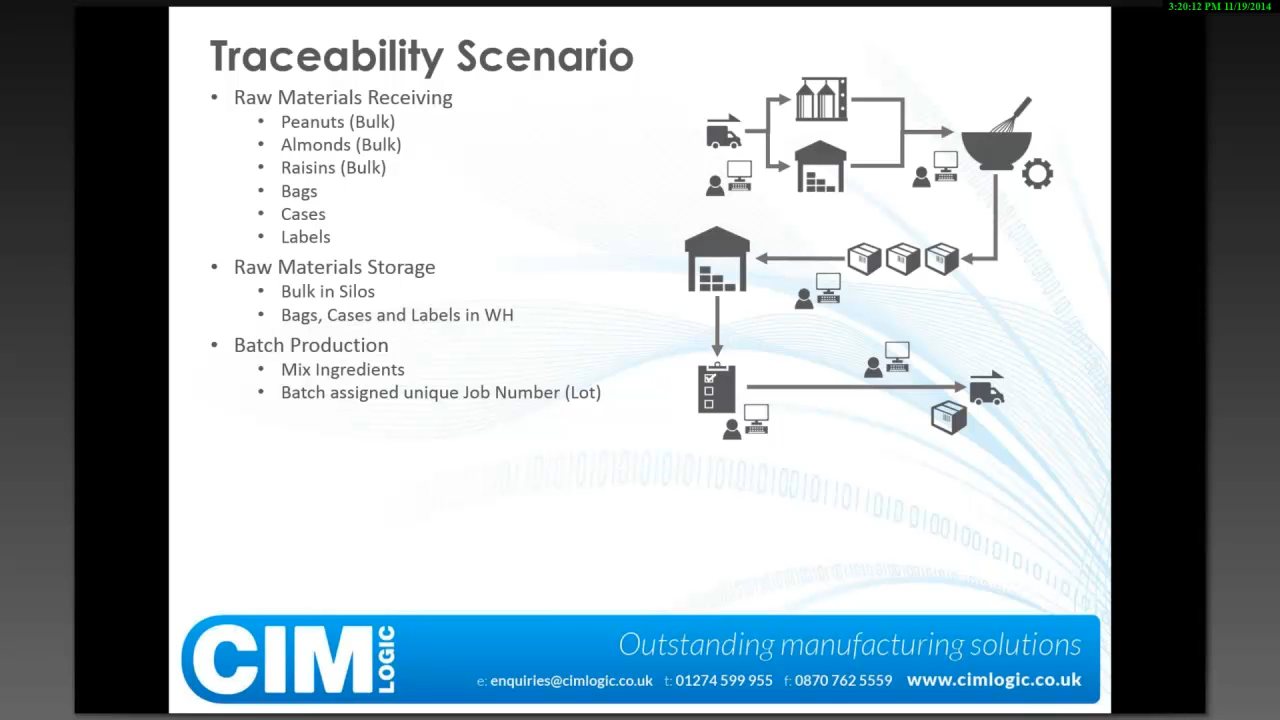 3:20:12 PM 11/19/2014
Traceability Scenario
• Raw Materials Receiving
• Peanuts (Bulk)
• Almonds (Bulk)
• Raisins (Bulk)
• Bags
• Cases
• Labels
• Raw Materials Storage
• Bulk in Silos
• Bags, Cases and Labels in WH
• Batch Production
• Mix Ingredients
• Batch assigned unique Job Number (Lot)
CIM LOGIC
Outstanding manufacturing solutions
e: enquiries@cimlogic.co.uk t: 01274 599 955 f: 0870 762 5559 www.cimlogic.co.uk